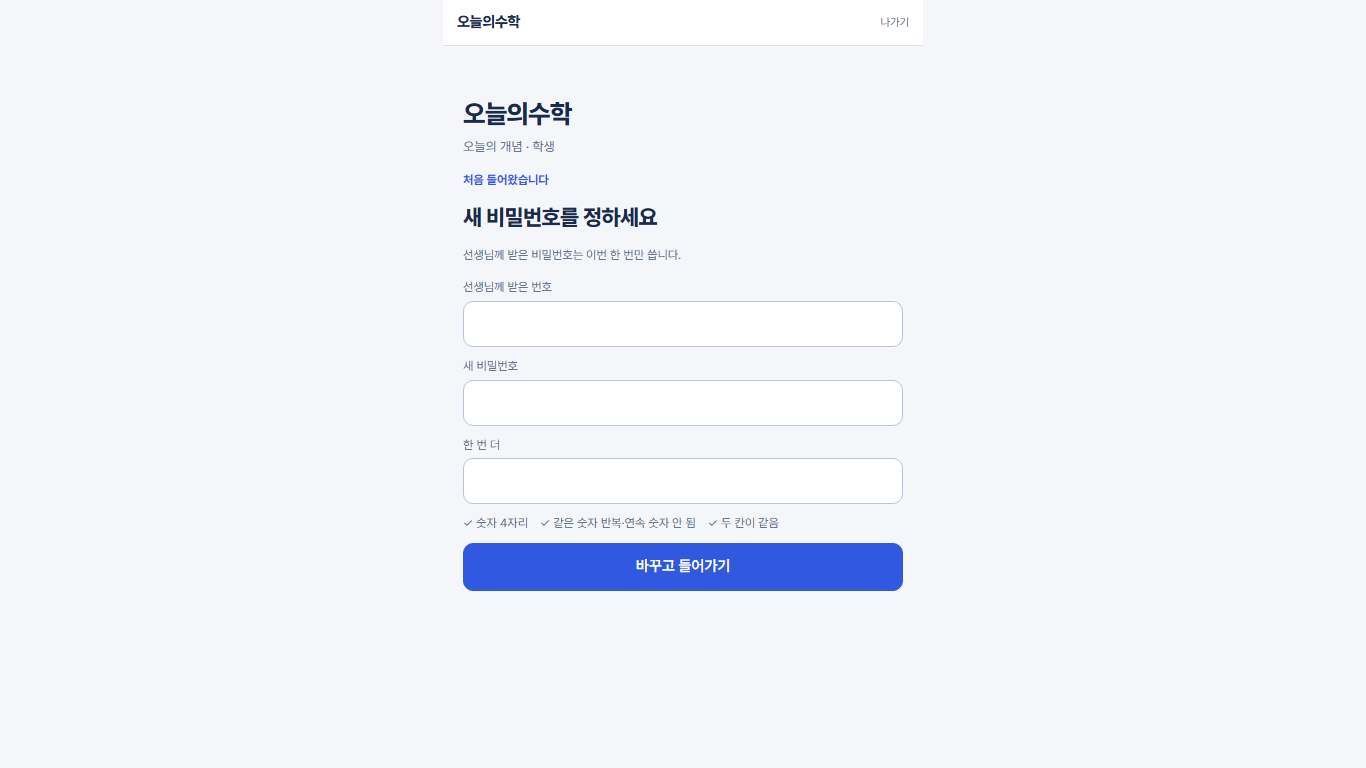 오늘의수학 나가기
오늘의수학
오늘의 개념 · 학생
처음 들어왔습니다
새 비밀번호를 정하세요
선생님께 받은 비밀번호는 이번 한 번만 씁니다.
선생님께 받은 번호
새 비밀번호
한 번 더
✓ 숫자 4자리 ✓ 같은 숫자 반복·연속 숫자 안 됨 ✓ 두 칸이 같음
바꾸고 들어가기